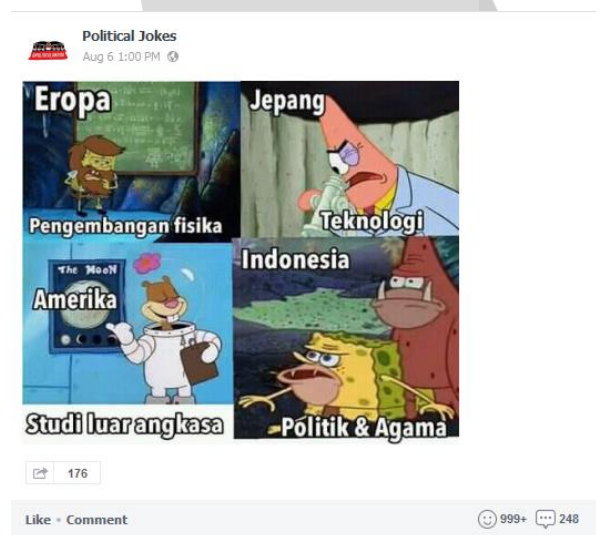 Political Jokes
Aug 6 1:00 PM
Eropa
Pengembangan fisika
Jepang
Teknologi
The Moon
Amerika
Studi luar angkasa
Indonesia
Politik & Agama
176
Like • Comment
999+
248